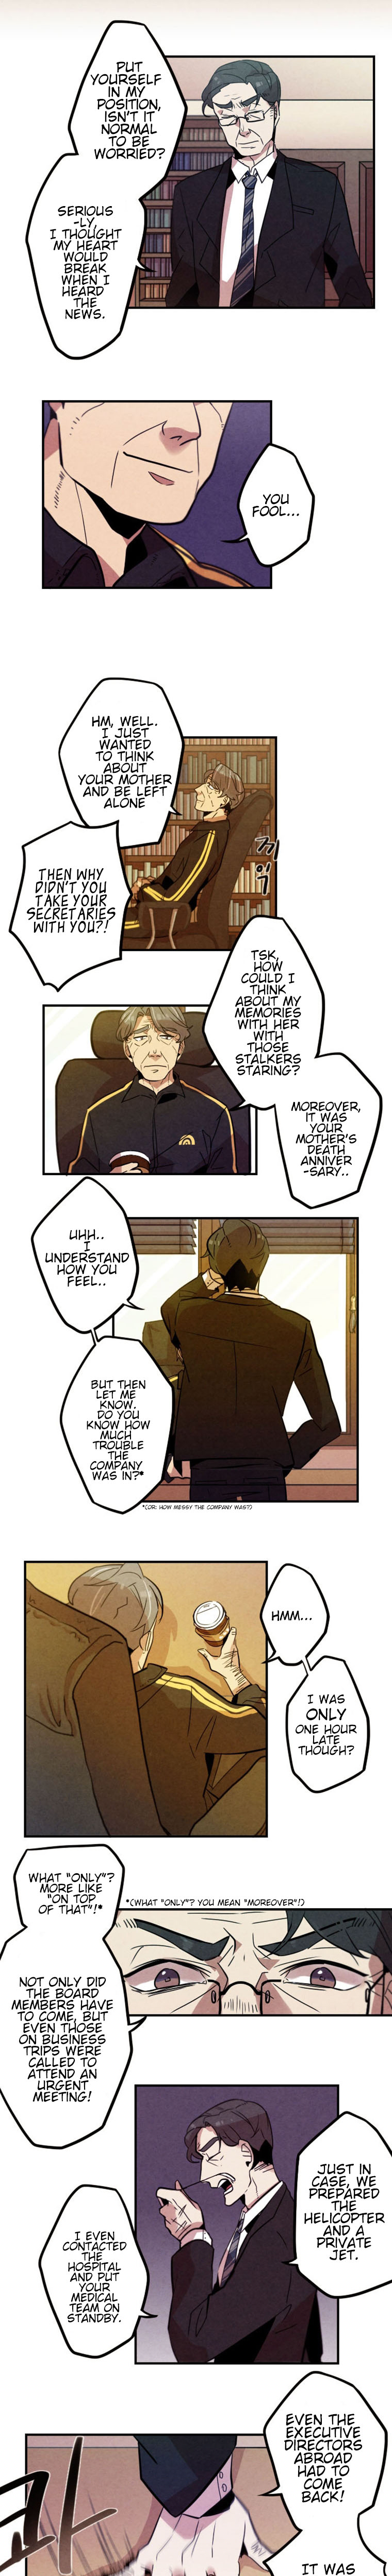 PUT
YOURSELF
IN MY
POSITION,
ISN'T IT
NORMAL
TO BE
WORRIED?
SERIOUS
-LY,
I THOUGHT
MY HEART
WOULD
BREAK
WHEN I
HEARD
THE
NEWS.
YOU
FOOL...
HM, WELL.
I JUST
WANTED
TO THINK
ABOUT
YOUR MOTHER
AND BE LEFT
ALONE
THEN WHY
DIDN'T YOU
TAKE YOUR
SECRETARIES
WITH YOU?!
TSK,
HOW
COULD I
THINK
ABOUT MY
MEMORIES
WITH HER
WITH
THOSE
STALKERS
STARING?
MOREOVER,
IT WAS
YOUR
MOTHER'S
DEATH
ANNIVER
-SARY..
UHH..
I
UNDERSTAND
HOW YOU
FEEL..
BUT THEN
LET ME
KNOW.
DO YOU
KNOW HOW
MUCH
TROUBLE
THE
COMPANY
WAS IN?*
*(OR: HOW MESSY THE COMPANY WAS?)
HMM...
I WAS
ONLY
ONE HOUR
LATE
THOUGH?
WHAT "ONLY"?
MORE LIKE
"ON TOP
OF THAT"!*
*(WHAT "ONLY"? YOU MEAN "MOREOVER"!)
NOT ONLY DID
THE BOARD
MEMBERS HAVE
TO COME, BUT
EVEN THOSE
ON BUSINESS
TRIPS WERE
CALLED TO
ATTEND AN
URGENT
MEETING!
JUST IN
CASE, WE
PREPARED
THE
HELICOPTER
AND A
PRIVATE
JET.
I EVEN
CONTACTED
THE
HOSPITAL
AND PUT
YOUR
MEDICAL
TEAM ON
STANDBY.
EVEN THE
EXECUTIVE
DIRECTORS
ABROAD
HAD TO
COME
BACK!
IT WAS